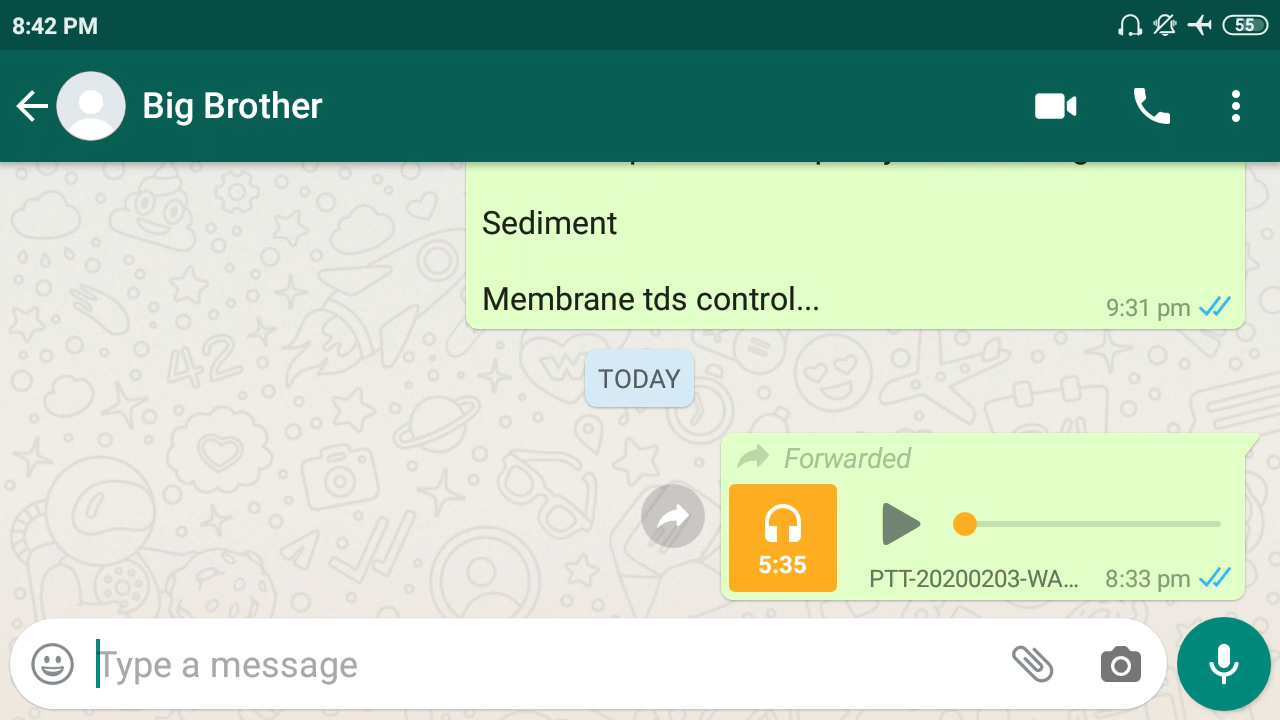 8:42 PM
55
Big Brother
Sediment
Membrane tds control...
9:31 pm
TODAY
Forwarded
5:35
PTT-20200203-WA...
8:33 pm
Type a message